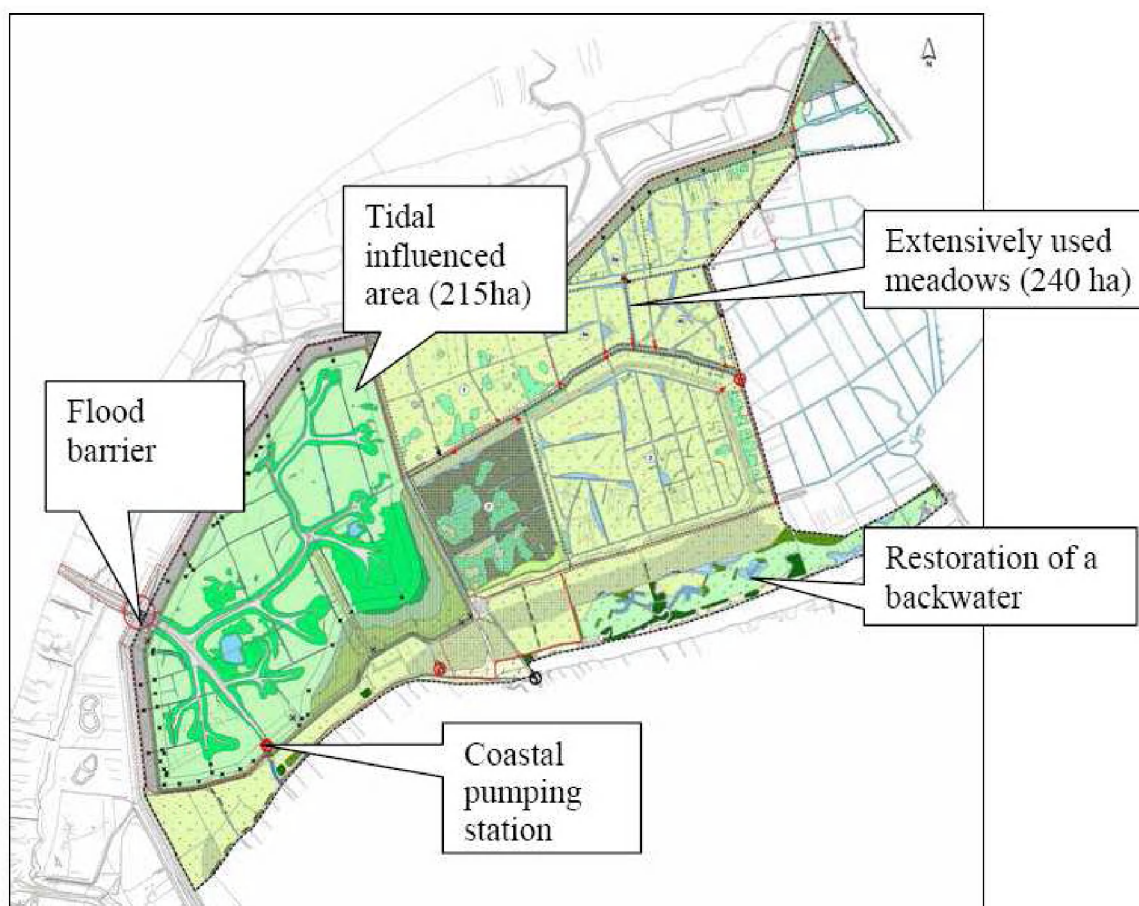 N
Tidal
influenced
area (215ha)
Extensively used
meadows (240 ha)
Flood
barrier
Restoration of a
backwater
Coastal
pumping
station